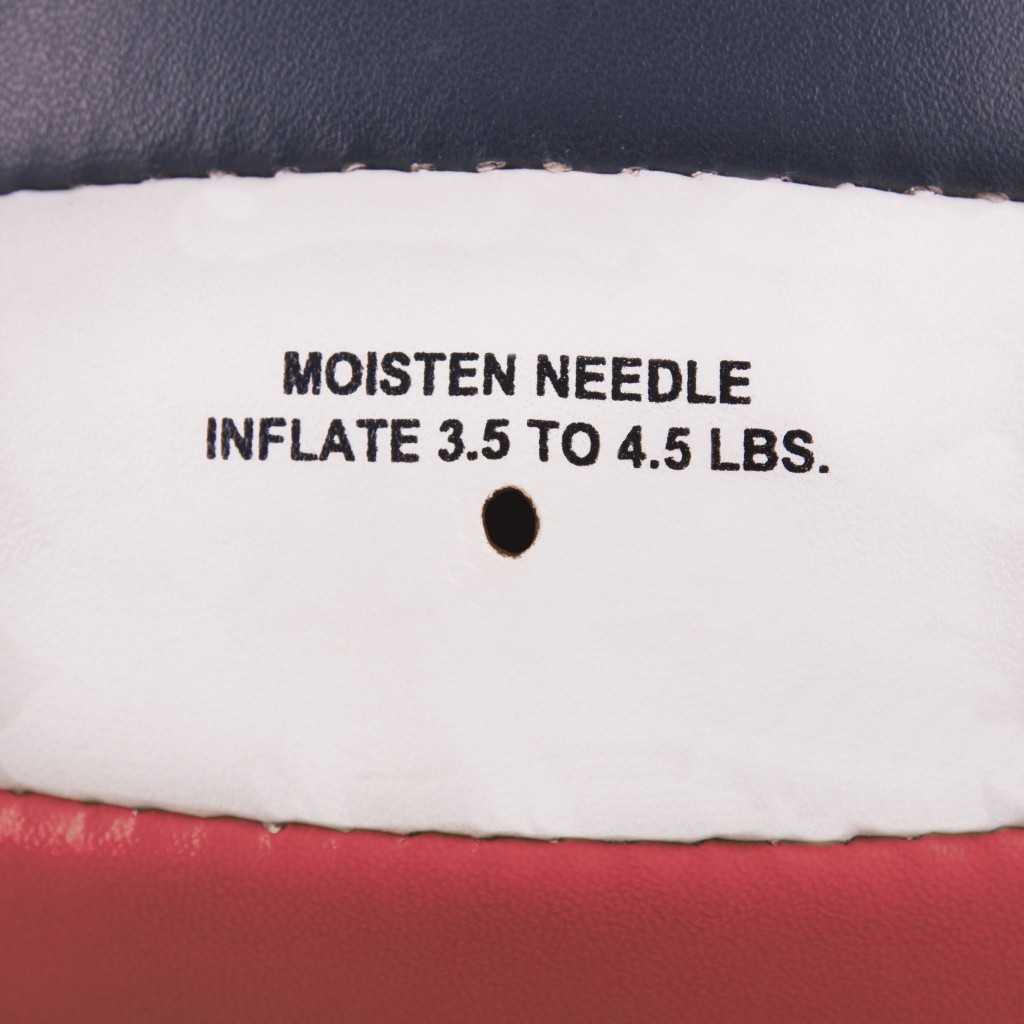 MOISTEN NEEDLE
INFLATE 3.5 TO 4.5 LBS.